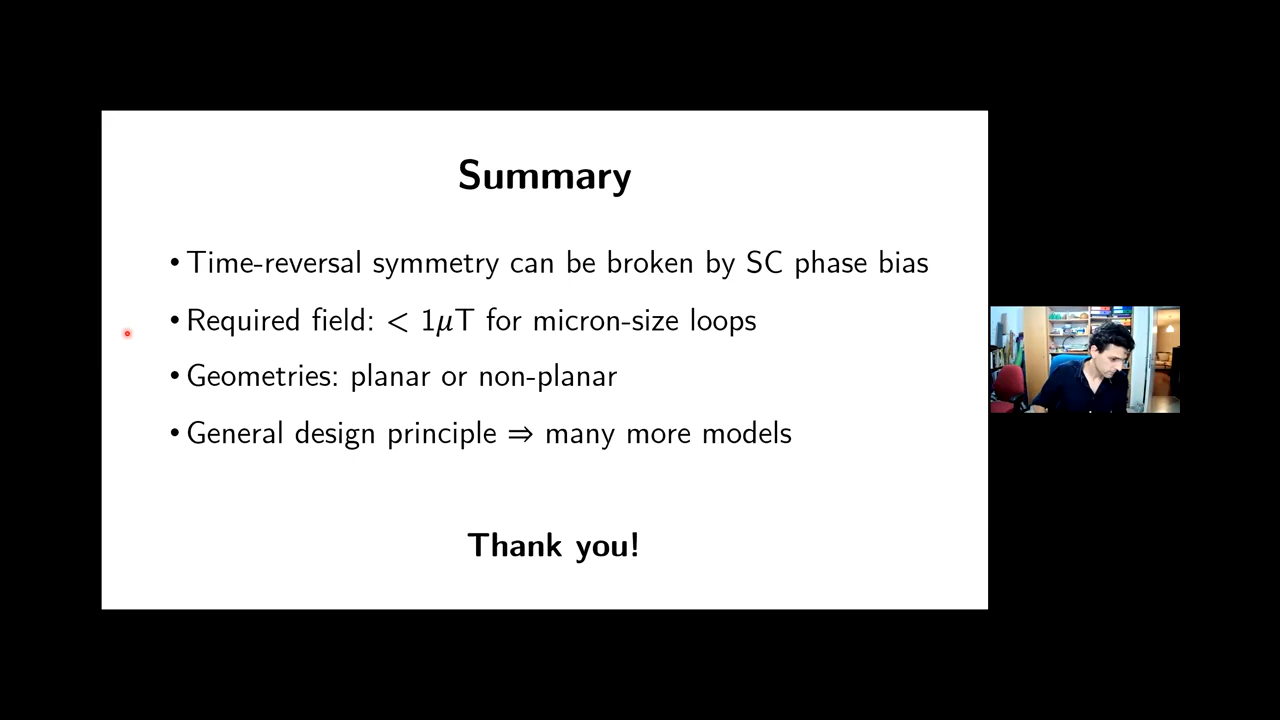 Summary
• Time-reversal symmetry can be broken by SC phase bias
• Required field: < 1μT for micron-size loops
• Geometries: planar or non-planar
• General design principle ⇒ many more models
Thank you!